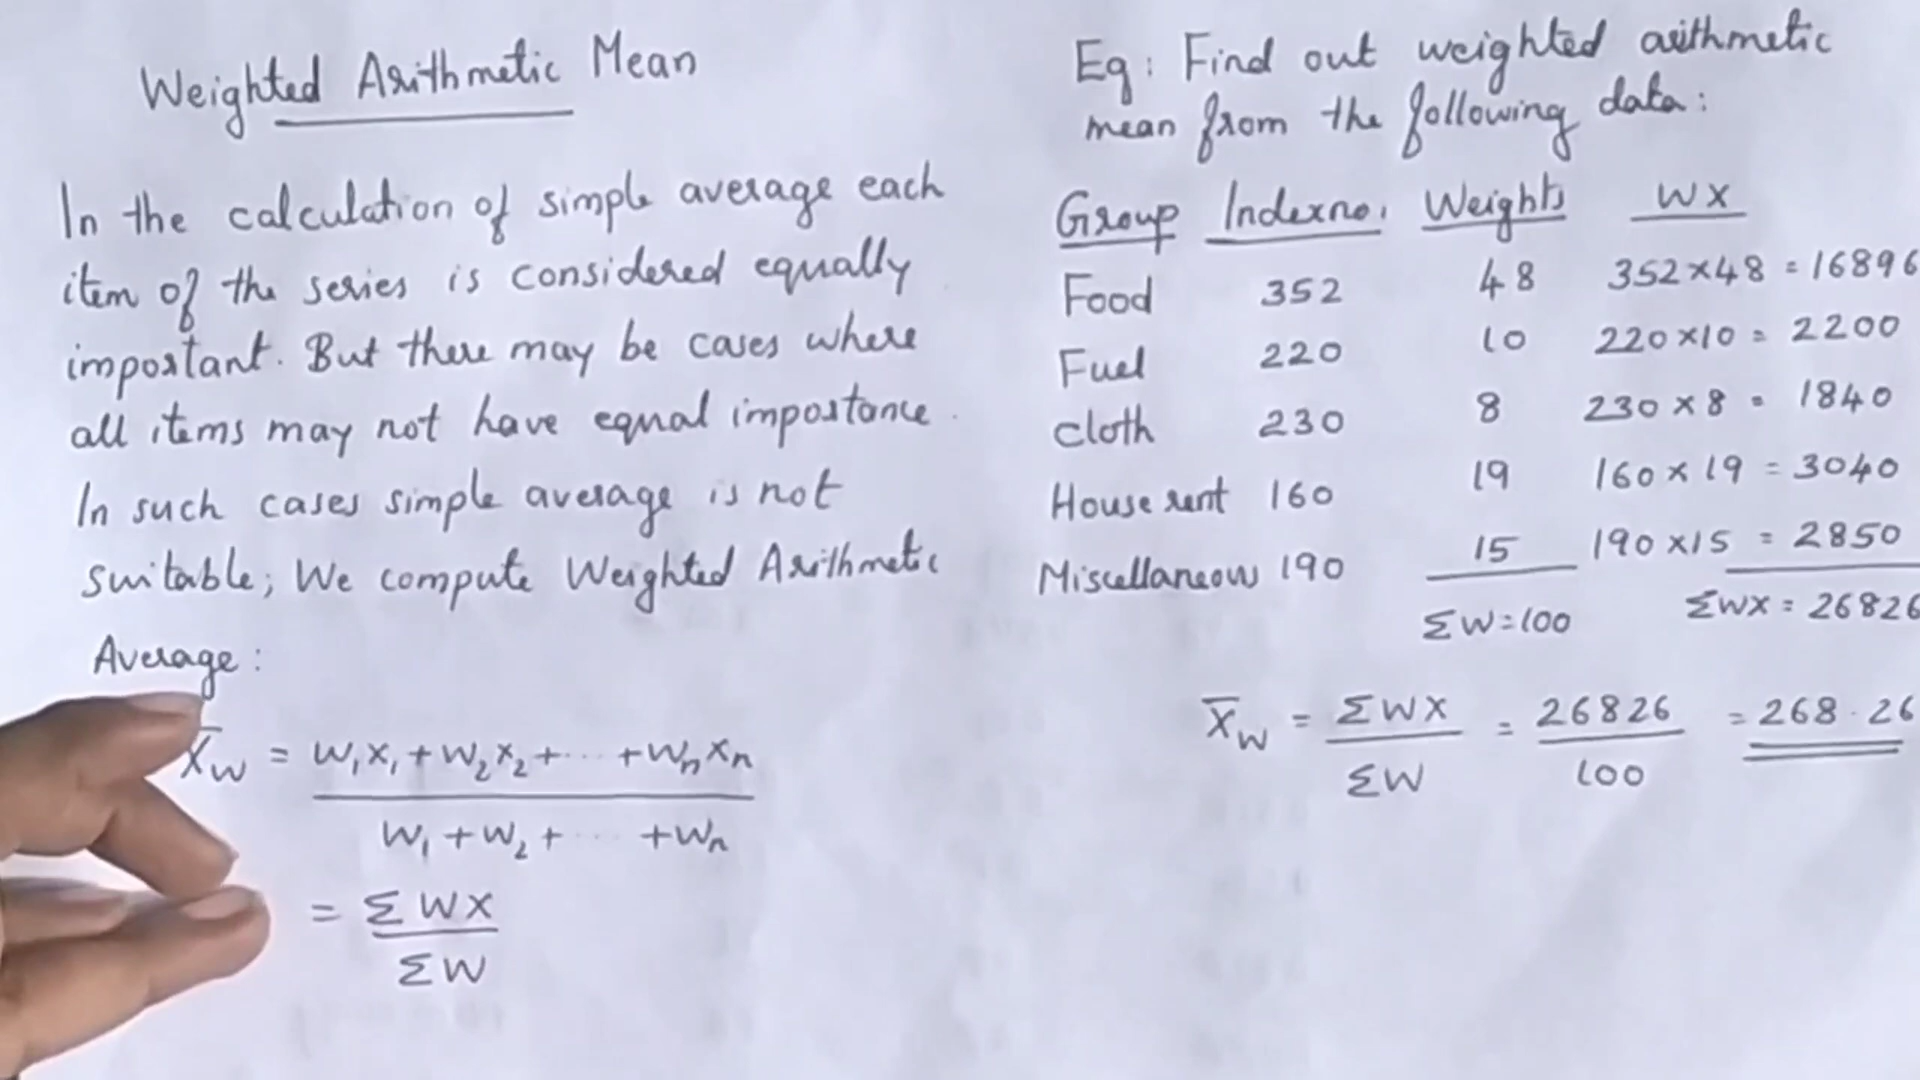 Weighted Arithmetic Mean
In the calculation of simple average each
item of the series is considered equally
important. But there may be cases where
all items may not have equal importance.
In such cases simple average is not
suitable; We compute Weighted Arithmetic
Average:
X̅w = W₁X₁ + W₂X₂ + ... + WnXn
W₁ + W₂ + ... + Wn
= ΣWX
ΣW
Eg: Find out weighted arithmetic
mean from the following data:
Group Indexno. Weights WX
Food 352 48 352×48 = 16896
Fuel 220 10 220×10 = 2200
cloth 230 8 230×8 = 1840
House rent 160 19 160×19 = 3040
Miscellaneous 190 15 190×15 = 2850
ΣW=100 ΣWX = 26826
X̅w = ΣWX = 26826 = 268.26
ΣW 100